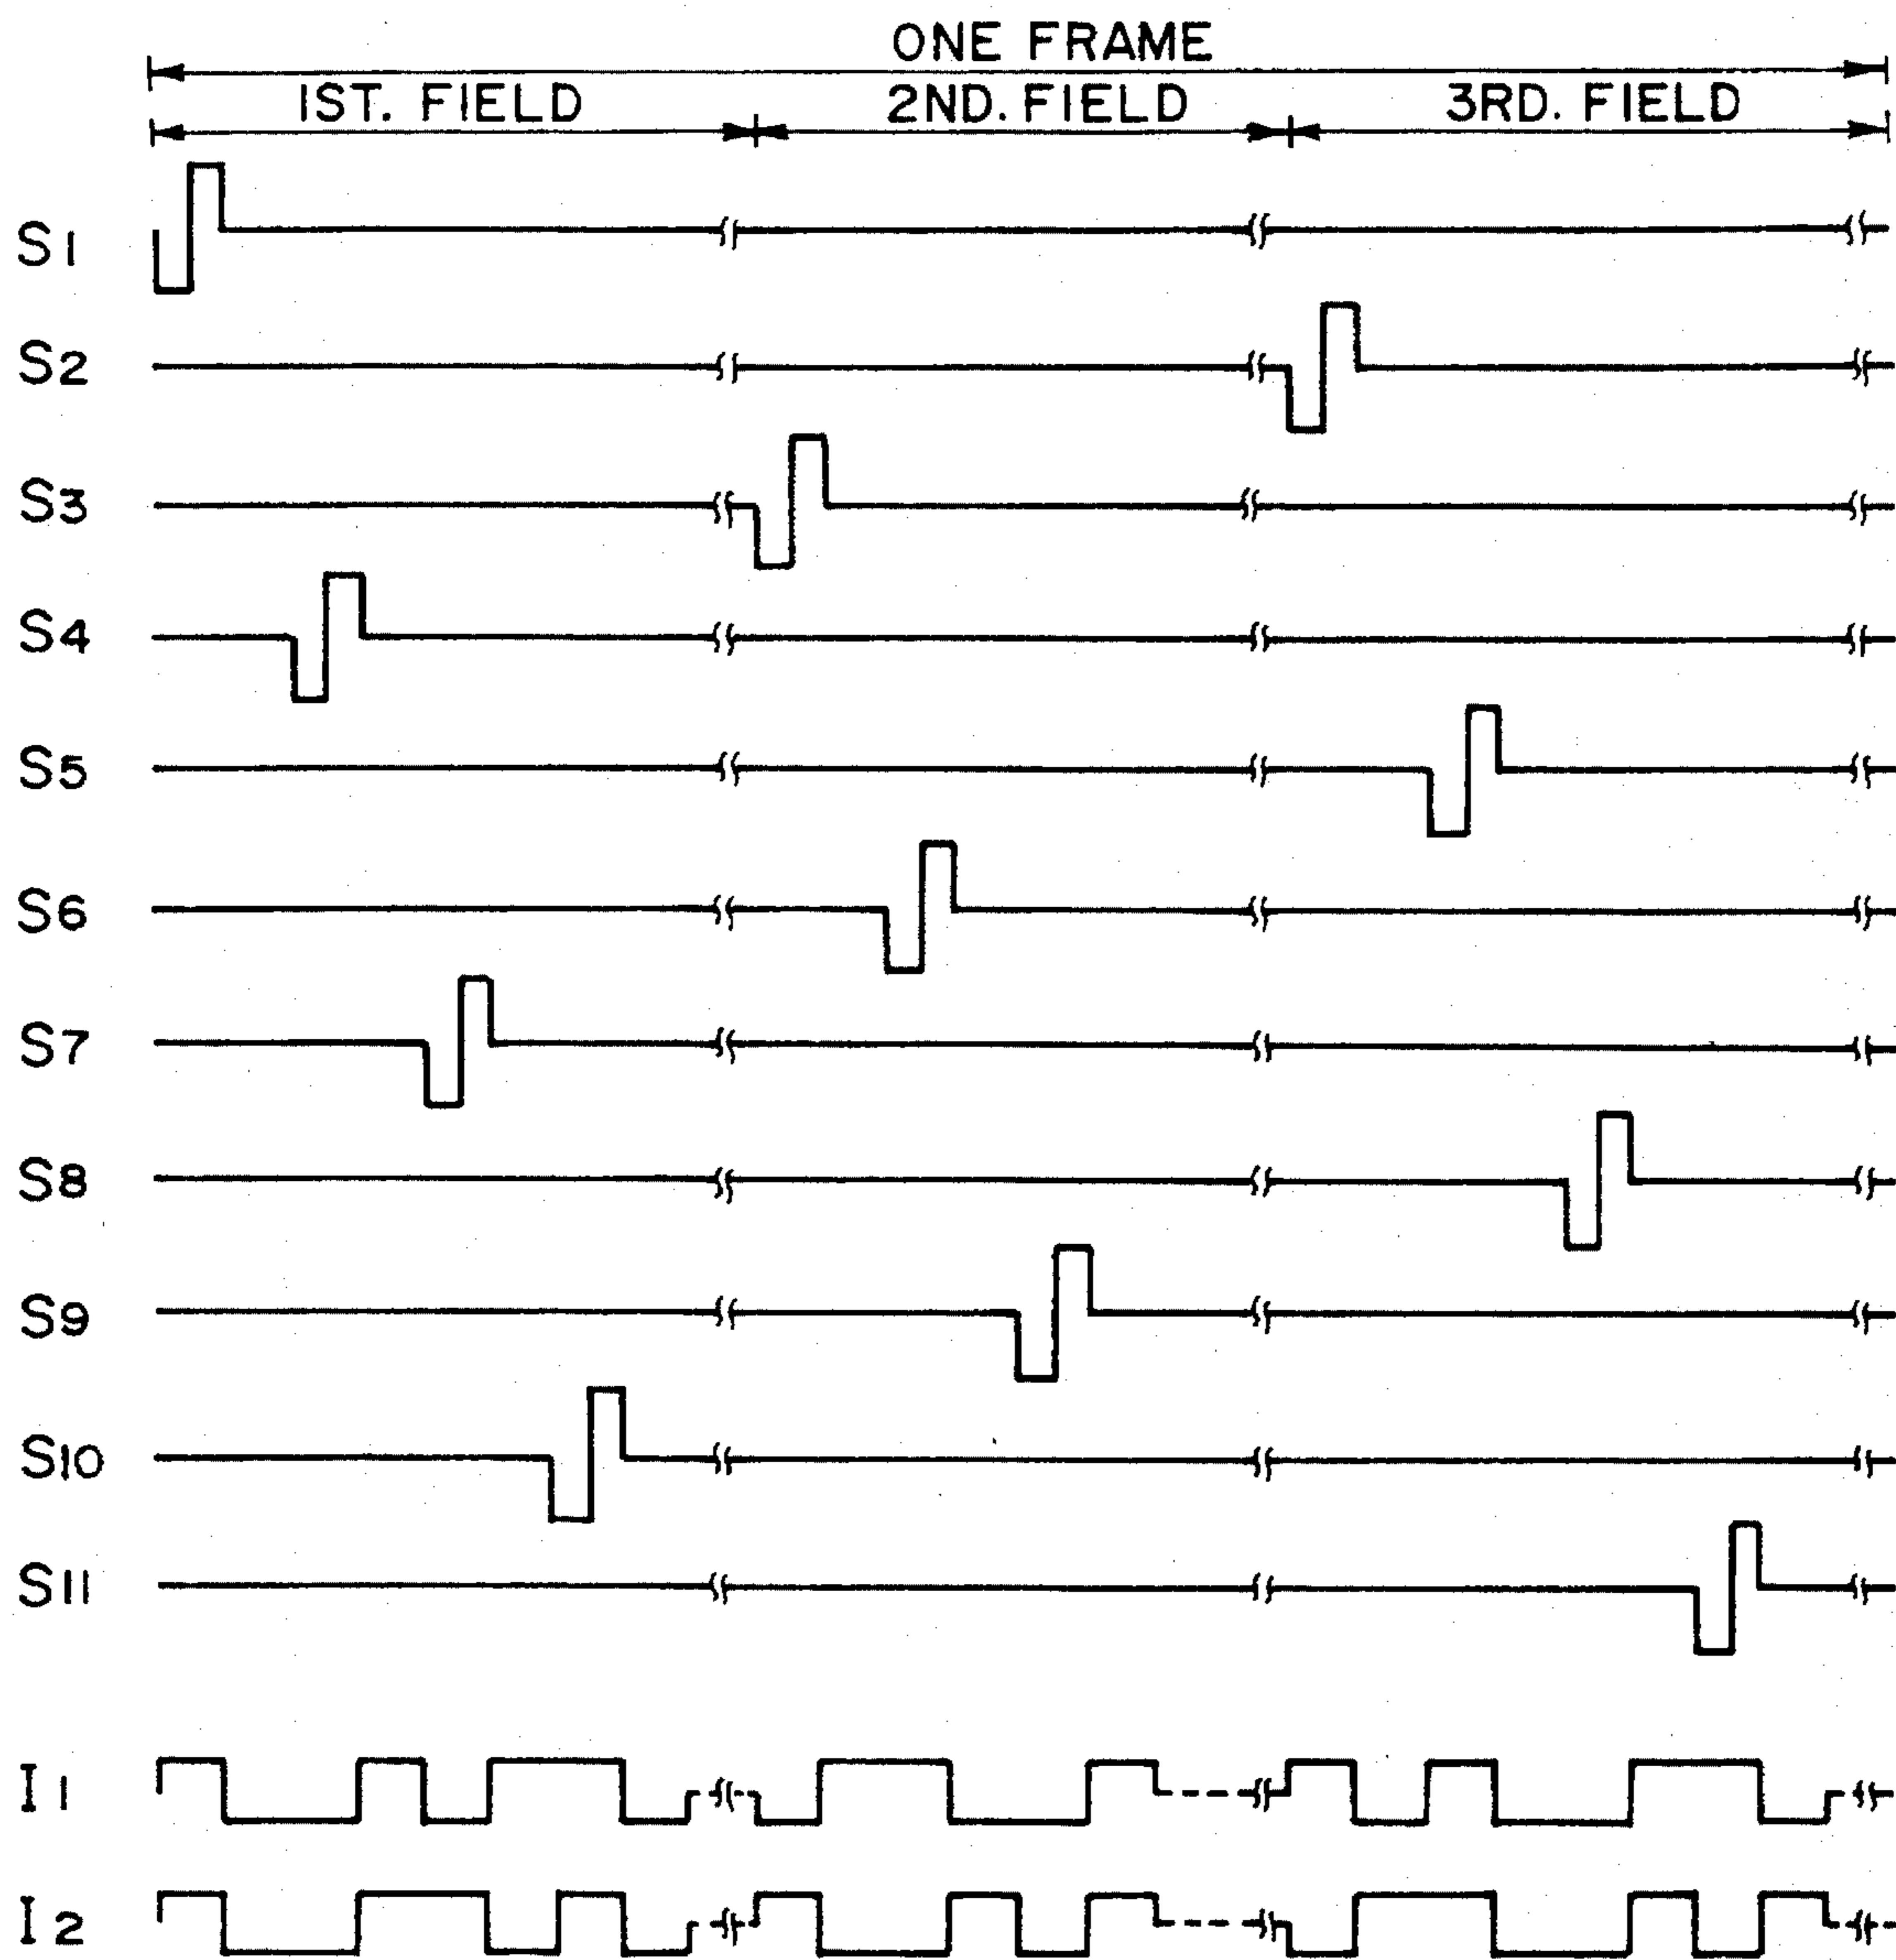 ONE FRAME
1ST. FIELD 2ND. FIELD 3RD. FIELD
S1
S2
S3
S4
S5
S6
S7
S8
S9
S10
S11
I1
I2